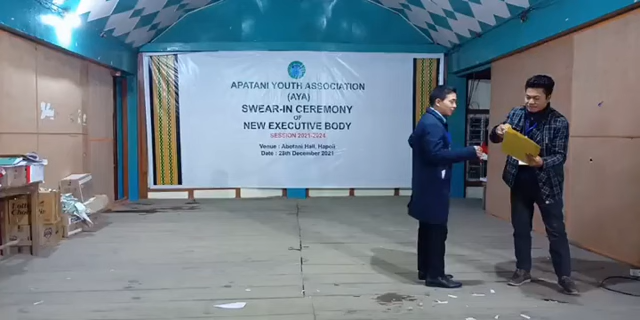 APATANI YOUTH ASSOCIATION
(AYA)
SWEAR-IN CEREMONY
OF
NEW EXECUTIVE BODY
SESSION 2021-2024
Venue : Abotani Hall, Hapoli
Date : 28th December 2021